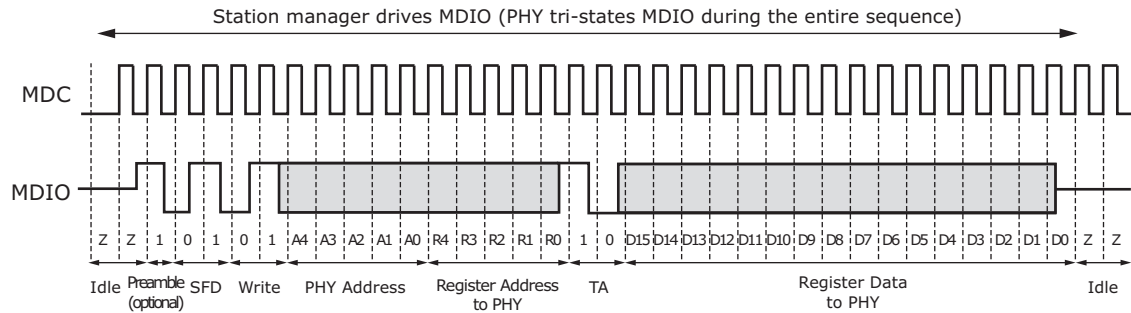 Station manager drives MDIO (PHY tri-states MDIO during the entire sequence)
MDC
MDIO
Z Z 1 0 1 0 1 A4 A3 A2 A1 A0 R4 R3 R2 R1 R0 1 0 D15 D14 D13 D12 D11 D10 D9 D8 D7 D6 D5 D4 D3 D2 D1 D0 Z Z
Idle Preamble SFD Write PHY Address Register Address TA Register Data Idle
(optional) to PHY to PHY